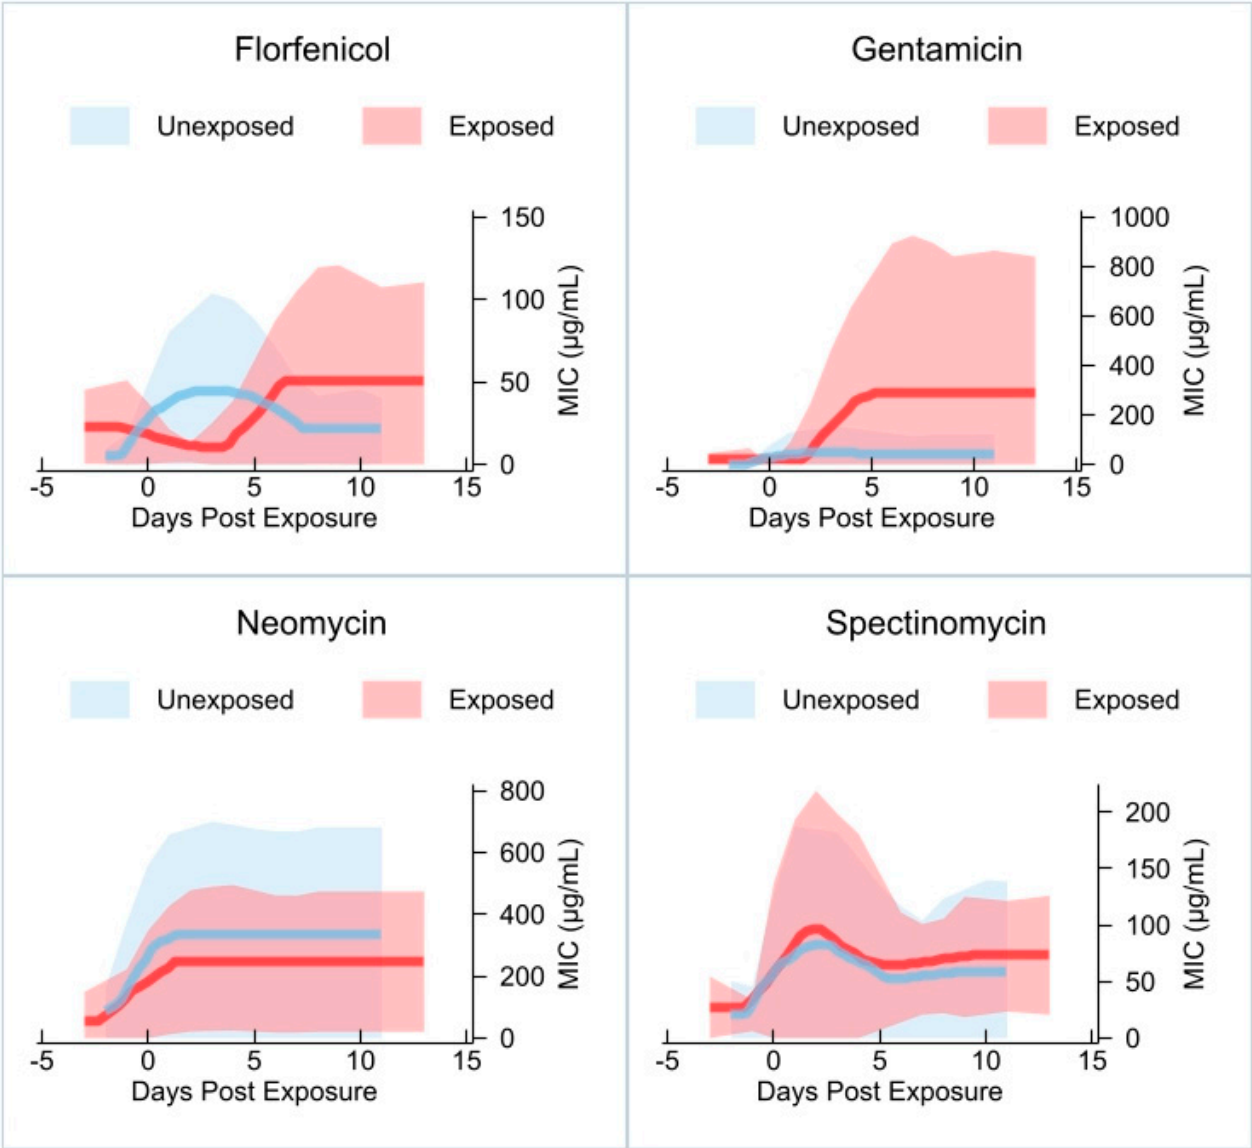 Florfenicol
Unexposed Exposed
150
100
50
0
MIC (µg/mL)
-5 0 5 10 15
Days Post Exposure
Gentamicin
Unexposed Exposed
1000
800
600
400
200
0
MIC (µg/mL)
-5 0 5 10 15
Days Post Exposure
Neomycin
Unexposed Exposed
800
600
400
200
0
MIC (µg/mL)
-5 0 5 10 15
Days Post Exposure
Spectinomycin
Unexposed Exposed
200
150
100
50
0
MIC (µg/mL)
-5 0 5 10 15
Days Post Exposure